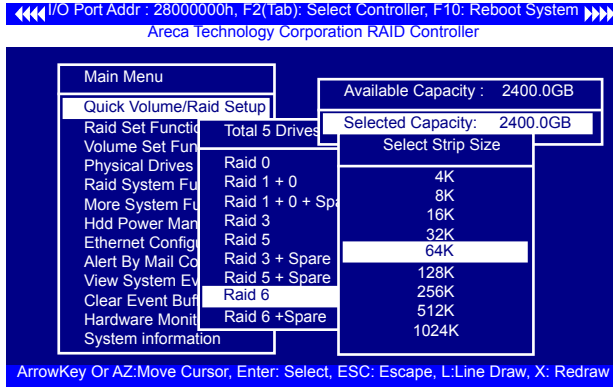 I/O Port Addr : 28000000h, F2(Tab): Select Controller, F10: Reboot System
Areca Technology Corporation RAID Controller
Main Menu
Quick Volume/Raid Setup
Raid Set Functio
Volume Set Fun
Physical Drives
Raid System Fu
More System Fu
Hdd Power Man
Ethernet Config
Alert By Mail Co
View System Ev
Clear Event Buf
Hardware Monit
System information
Total 5 Drives
Raid 0
Raid 1 + 0
Raid 1 + 0 + Spa
Raid 3
Raid 5
Raid 3 + Spare
Raid 5 + Spare
Raid 6
Raid 6 +Spare
Available Capacity : 2400.0GB
Selected Capacity: 2400.0GB
Select Strip Size
4K
8K
16K
32K
64K
128K
256K
512K
1024K
ArrowKey Or AZ:Move Cursor, Enter: Select, ESC: Escape, L:Line Draw, X: Redraw